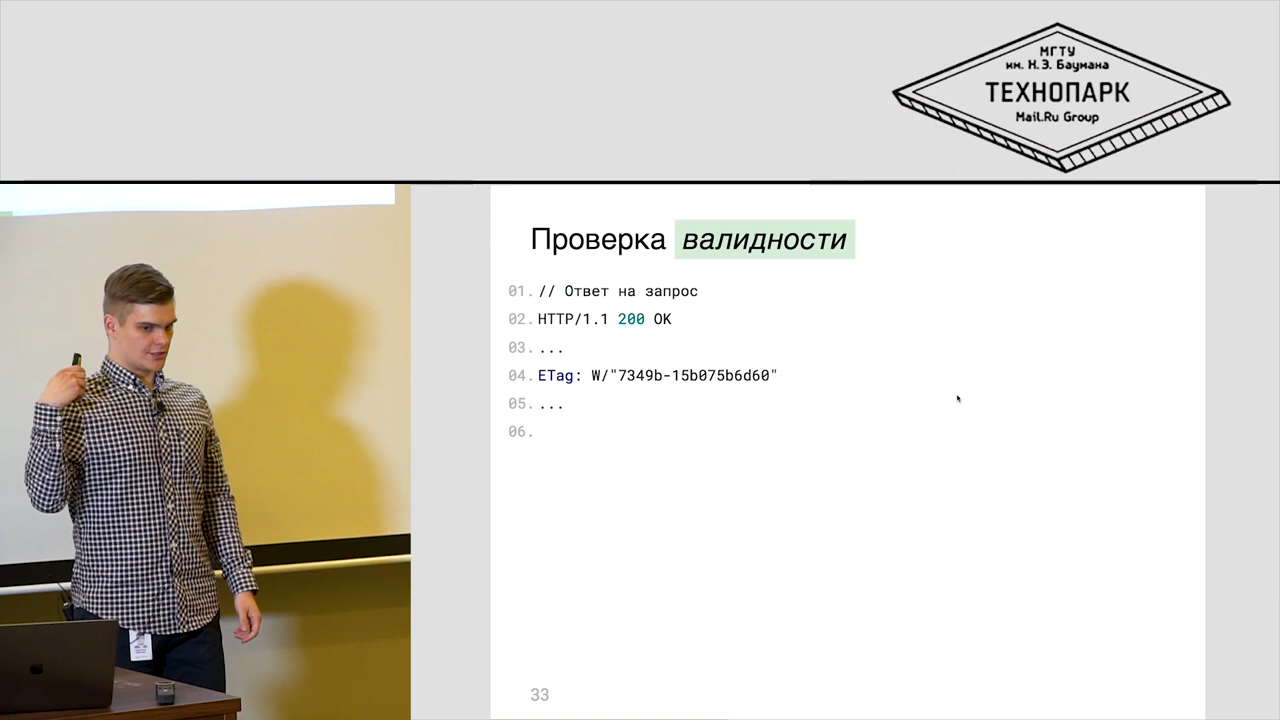 МГТУ
им. Н.Э. Баумана
ТЕХНОПАРК
Mail.Ru Group
Проверка валидности
01. // Ответ на запрос
02. HTTP/1.1 200 OK
03. ...
04. ETag: W/"7349b-15b075b6d60"
05. ...
06.
33